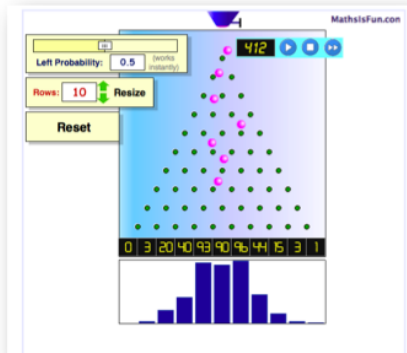 MathsIsFun.con
412
Left Probability: 0.5 (works instantly)
Rows: 10 Resize
Reset
0 3 20 40 93 90 96 44 15 3 1